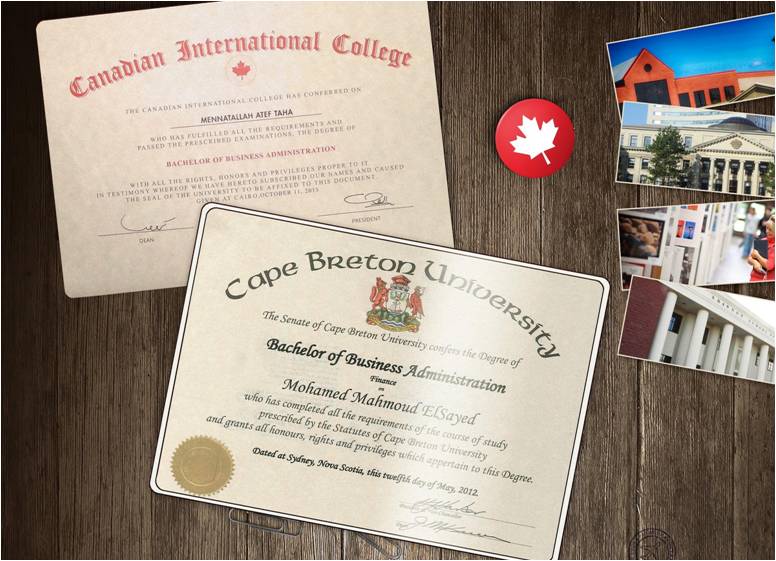 Canadian International College
THE CANADIAN INTERNATIONAL COLLEGE HAS CONFERRED ON
MENNATALLAH ATEF TAHA
WHO HAS FULFILLED ALL THE REQUIREMENTS AND
PASSED THE PRESCRIBED EXAMINATIONS, THE DEGREE OF
BACHELOR OF BUSINESS ADMINISTRATION
WITH ALL THE RIGHTS, HONORS AND PRIVILEGES PROPER TO IT
IN TESTIMONY WHEREOF WE HAVE HERETO SUBSCRIBED OUR NAMES AND CAUSED
THE SEAL OF THE UNIVERSITY TO BE AFFIXED TO THIS DOCUMENT
GIVEN AT CAIRO,OCTOBER 11, 2015
DEAN
PRESIDENT
Cape Breton University
The Senate of Cape Breton University confers the Degree of
Bachelor of Business Administration
Finance
on
Mohamed Mahmoud ElSayed
who has completed all the requirements of the course of study
prescribed by the Statutes of Cape Breton University
and grants all honours, rights and privileges which appertain to this Degree.
Dated at Sydney, Nova Scotia, this twelfth day of May, 2012.